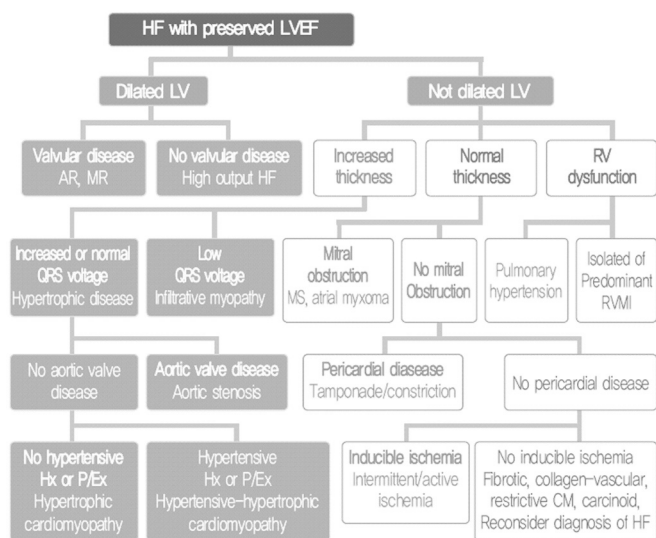 HF with preserved LVEF
Dilated LV
Not dilated LV
Valvular disease
AR, MR
No valvular disease
High output HF
Increased
thickness
Normal
thickness
RV
dysfunction
Increased or normal
QRS voltage
Hypertrophic disease
Low
QRS voltage
Infiltrative myopathy
Mitral
obstruction
MS, atrial myxoma
No mitral
Obstruction
Pulmonary
hypertension
Isolated of
Predominant
RVMI
No aortic valve
disease
Aortic valve disease
Aortic stenosis
Pericardial diasease
Tamponade/constriction
No pericardial disease
No hypertensive
Hx or P/Ex
Hypertrophic
cardiomyopathy
Hypertensive
Hx or P/Ex
Hypertensive-hypertrophic
cardiomyopathy
Inducible ischemia
Intermittent/active
ischemia
No inducible ischemia
Fibrotic, collagen-vascular,
restrictive CM, carcinoid,
Reconsider diagnosis of HF